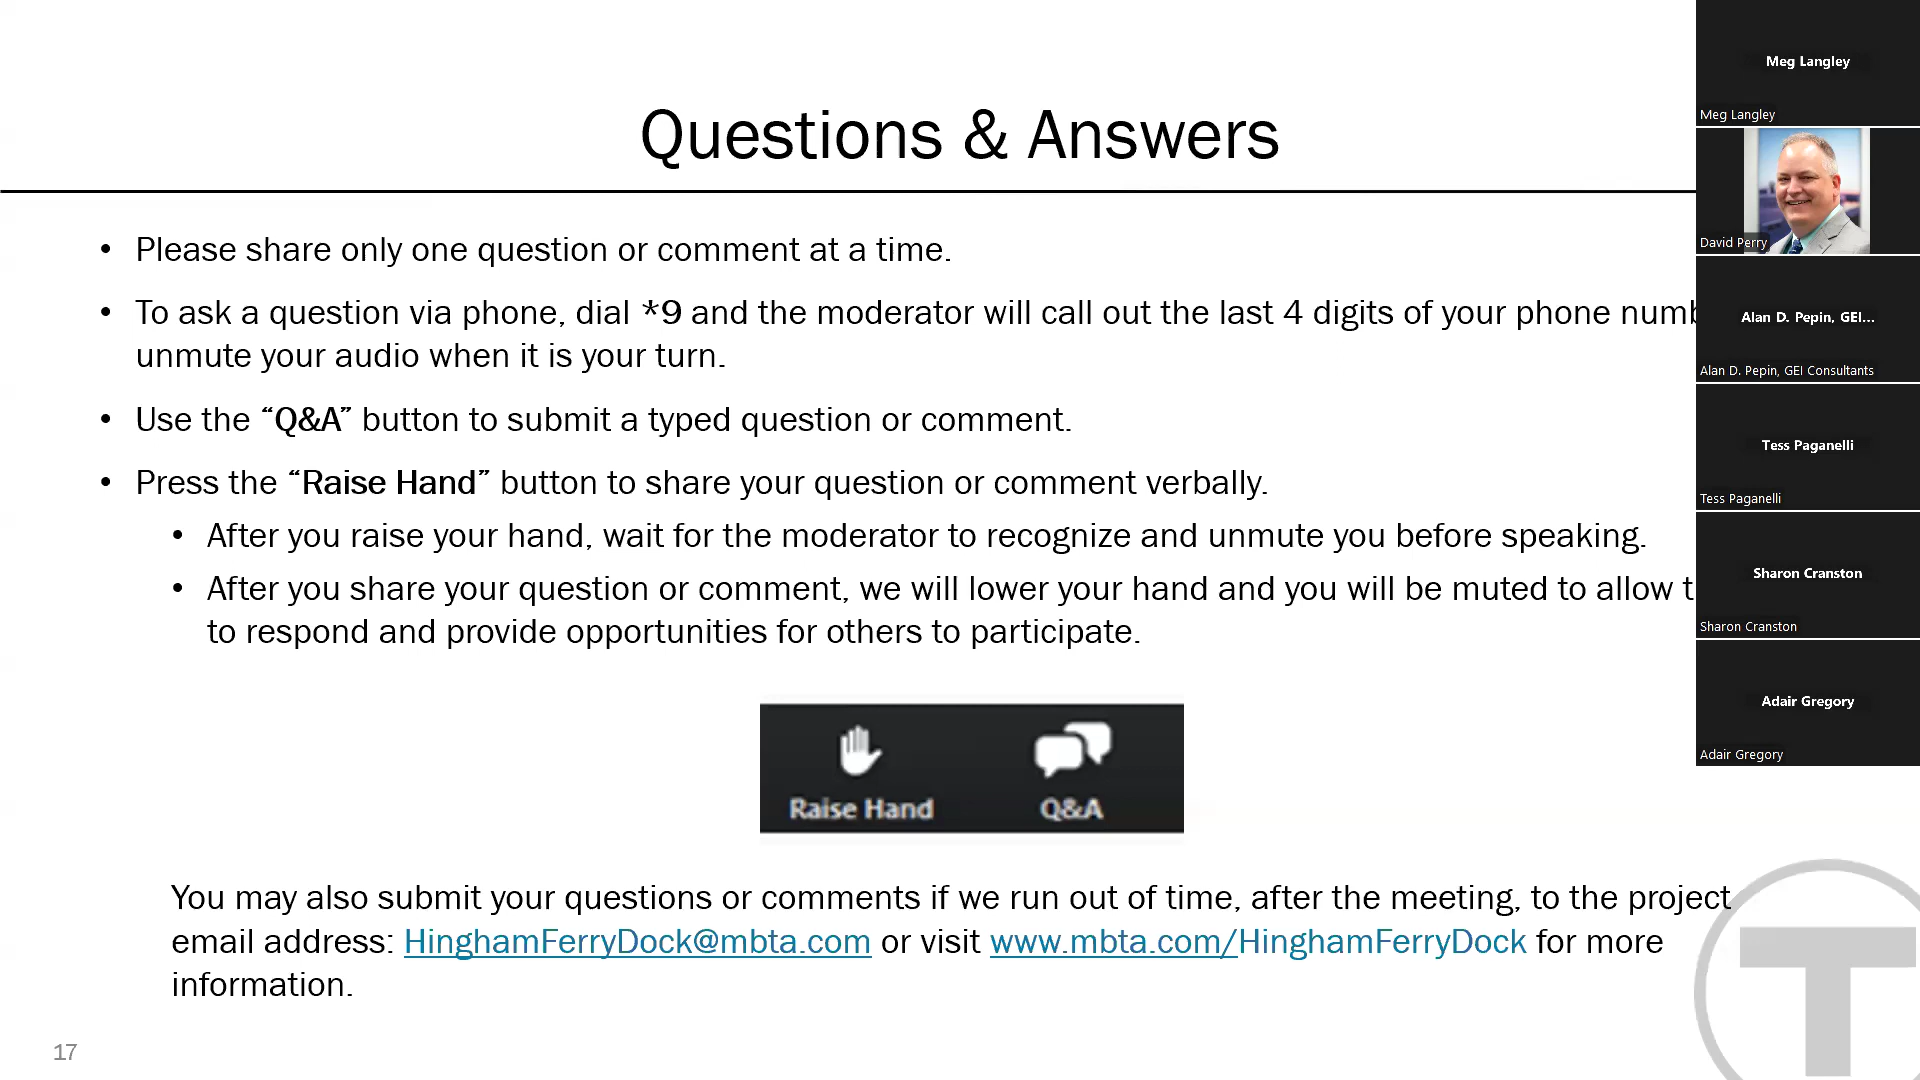 Questions & Answers
• Please share only one question or comment at a time.
• To ask a question via phone, dial *9 and the moderator will call out the last 4 digits of your phone
unmute your audio when it is your turn.
• Use the “Q&A” button to submit a typed question or comment.
• Press the “Raise Hand” button to share your question or comment verbally.
• After you raise your hand, wait for the moderator to recognize and unmute you before speaking.
• After you share your question or comment, we will lower your hand and you will be muted to allow
to respond and provide opportunities for others to participate.
Raise Hand Q&A
You may also submit your questions or comments if we run out of time, after the meeting, to the project
email address: HinghamFerryDock@mbta.com or visit www.mbta.com/HinghamFerryDock for more
information.
17
T
Meg Langley
Meg Langley
David Perry
Alan D. Pepin, GEI...
Alan D. Pepin, GEI Consultants
Tess Paganelli
Tess Paganelli
Sharon Cranston
Sharon Cranston
Adair Gregory
Adair Gregory